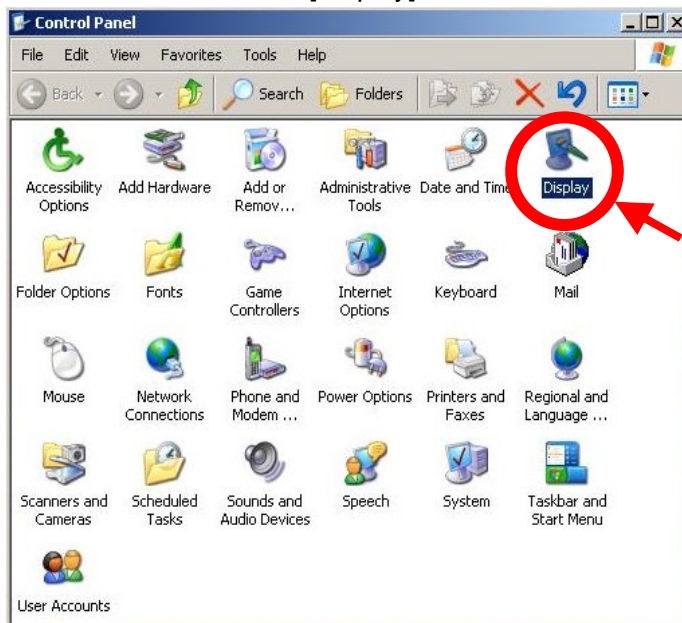 Control Panel
File Edit View Favorites Tools Help
Back Search Folders
Accessibility Options
Add Hardware
Add or Remov...
Administrative Tools
Date and Time
Display
Folder Options
Fonts
Game Controllers
Internet Options
Keyboard
Mail
Mouse
Network Connections
Phone and Modem ...
Power Options
Printers and Faxes
Regional and Language ...
Scanners and Cameras
Scheduled Tasks
Sounds and Audio Devices
Speech
System
Taskbar and Start Menu
User Accounts